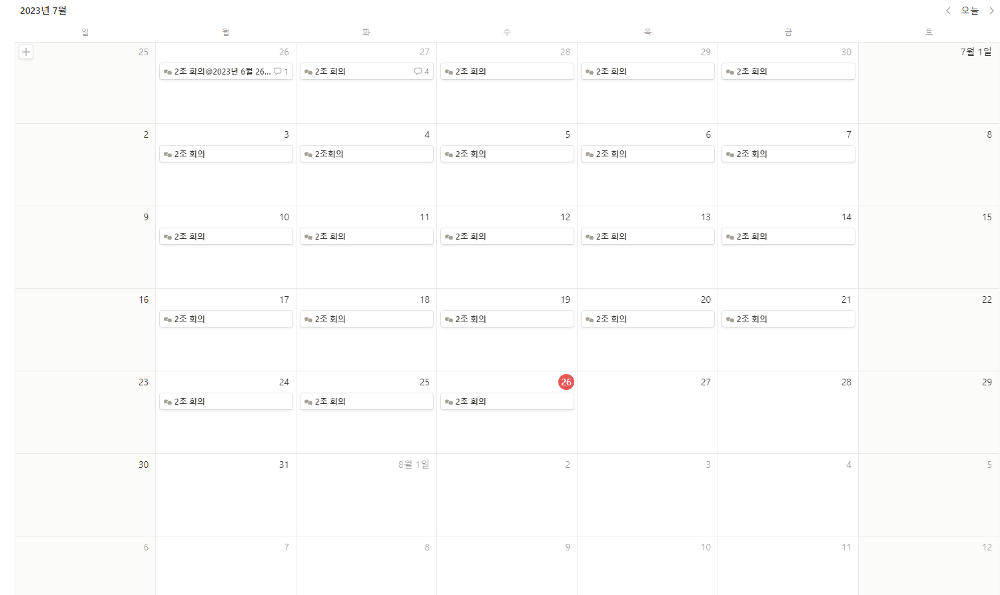 2023년 7월 오늘
일 월 화 수 목 금 토
25 26 27 28 29 30 7월 1일
2조 회의@2023년 6월 26... 1 2조 회의 4 2조 회의 2조 회의 2조 회의
2 3 4 5 6 7 8
2조 회의 2조회의 2조 회의 2조 회의 2조 회의
9 10 11 12 13 14 15
2조 회의 2조 회의 2조 회의 2조 회의 2조 회의
16 17 18 19 20 21 22
2조 회의 2조 회의 2조 회의 2조 회의 2조 회의
23 24 25 26 27 28 29
2조 회의 2조 회의 2조 회의
30 31 8월 1일 2 3 4 5
6 7 8 9 10 11 12